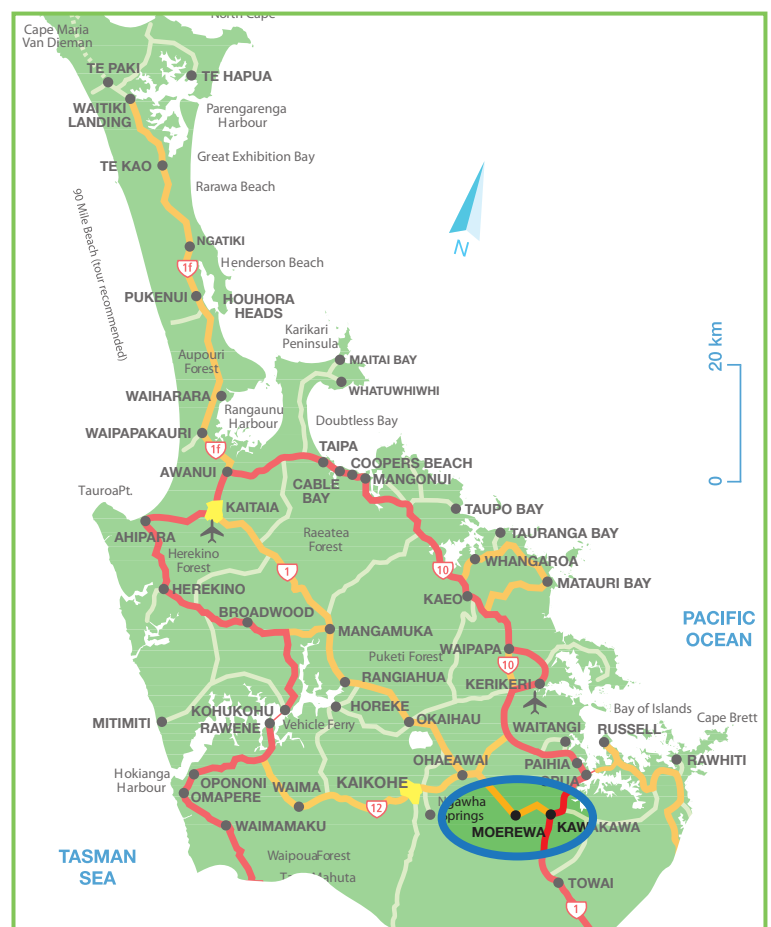 North Cape
Cape Maria
Van Dieman
TE PAKI
TE HAPUA
WAITIKI
LANDING
Parengarenga
Harbour
TE KAO
Great Exhibition Bay
Rarawa Beach
90 Mile Beach (tour recommended)
NGATIKI
Henderson Beach
1f
PUKENUI
HOUHORA
HEADS
N
20 km
0
Karikari
Peninsula
MAITAI BAY
Aupouri
Forest
WHATUWHIWHI
WAIHARARA
Rangaunu
Harbour
Doubtless Bay
WAIPAPAKAURI
1f
TAIPA
COOPERS BEACH
AWANUI
CABLE
BAY
MANGONUI
TauroaPt.
KAITAIA
TAUPO BAY
AHIPARA
Raeatea
Forest
TAURANGA BAY
Herekino
Forest
WHANGAROA
1
10
MATAURI BAY
HEREKINO
KAEO
BROADWOOD
MANGAMUKA
PACIFIC
OCEAN
WAIPAPA
Puketi Forest
10
RANGIAHUA
KERIKERI
KOHUKOHU
HOREKE
Bay of Islands
MITIMITI
RAWENE
Vehicle Ferry
OKAIHAU
WAITANGI
RUSSELL
Cape Brett
OHAEAWAI
PAIHIA
RAWHITI
Hokianga
Harbour
OPONONI
WAIMA
KAIKOHE
OPUA
OMAPERE
12
Ngawha
Springs
WAIMAMAKU
MOEREWA
KAWAKAWA
TASMAN
SEA
WaipouaForest
Tane Mahuta
TOWAI
1